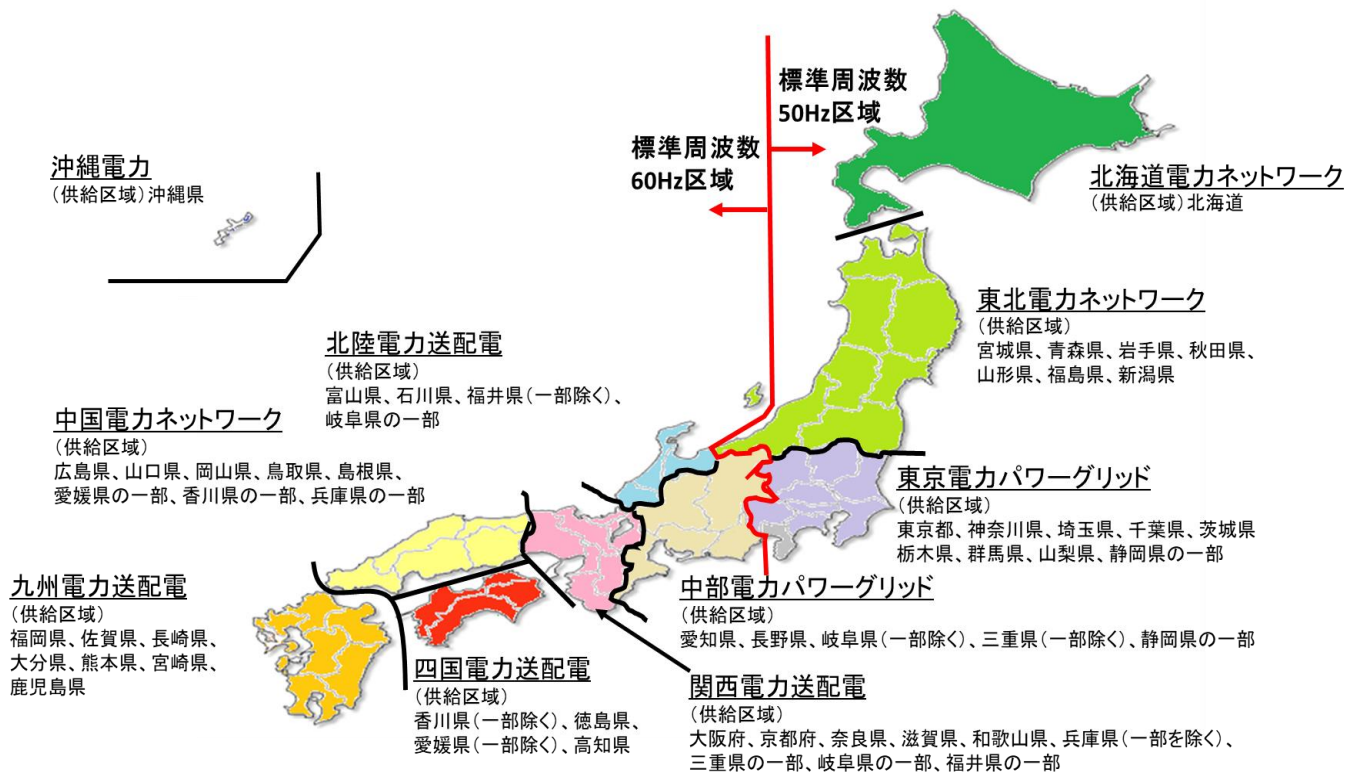 標準周波数
50Hz区域
標準周波数
60Hz区域
沖縄電力
(供給区域)沖縄県
北海道電力ネットワーク
(供給区域)北海道
東北電力ネットワーク
(供給区域)
宮城県、青森県、岩手県、秋田県、
山形県、福島県、新潟県
北陸電力送配電
(供給区域)
富山県、石川県、福井県(一部除く)、
岐阜県の一部
中国電力ネットワーク
(供給区域)
広島県、山口県、岡山県、鳥取県、島根県、
愛媛県の一部、香川県の一部、兵庫県の一部
東京電力パワーグリッド
(供給区域)
東京都、神奈川県、埼玉県、千葉県、茨城県
栃木県、群馬県、山梨県、静岡県の一部
九州電力送配電
(供給区域)
福岡県、佐賀県、長崎県、
大分県、熊本県、宮崎県、
鹿児島県
中部電力パワーグリッド
(供給区域)
愛知県、長野県、岐阜県(一部除く)、三重県(一部除く)、静岡県の一部
四国電力送配電
(供給区域)
香川県(一部除く)、徳島県、
愛媛県(一部除く)、高知県
関西電力送配電
(供給区域)
大阪府、京都府、奈良県、滋賀県、和歌山県、兵庫県(一部を除く)、
三重県の一部、岐阜県の一部、福井県の一部